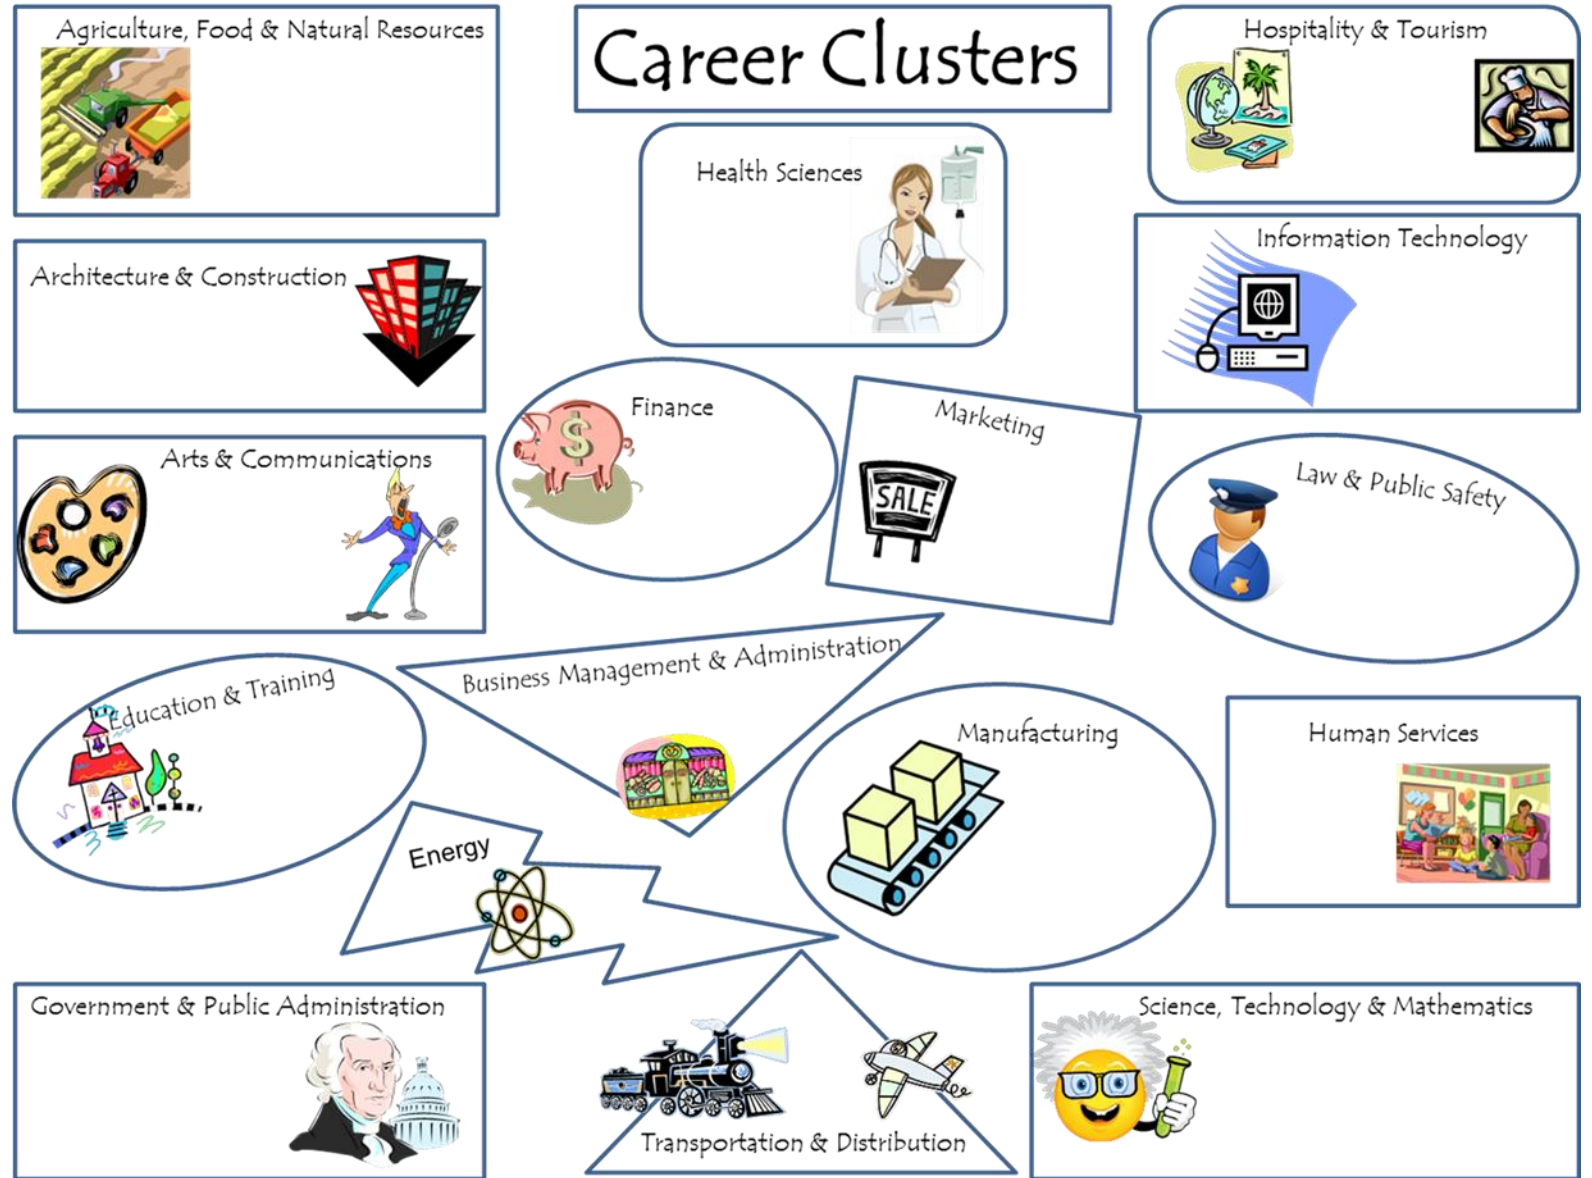 Career Clusters
Agriculture, Food & Natural Resources
Hospitality & Tourism
Health Sciences
Information Technology
Architecture & Construction
Finance
Marketing
$
SALE
Arts & Communications
Law & Public Safety
Education & Training
Business Management & Administration
Manufacturing
Human Services
Energy
Government & Public Administration
Science, Technology & Mathematics
Transportation & Distribution